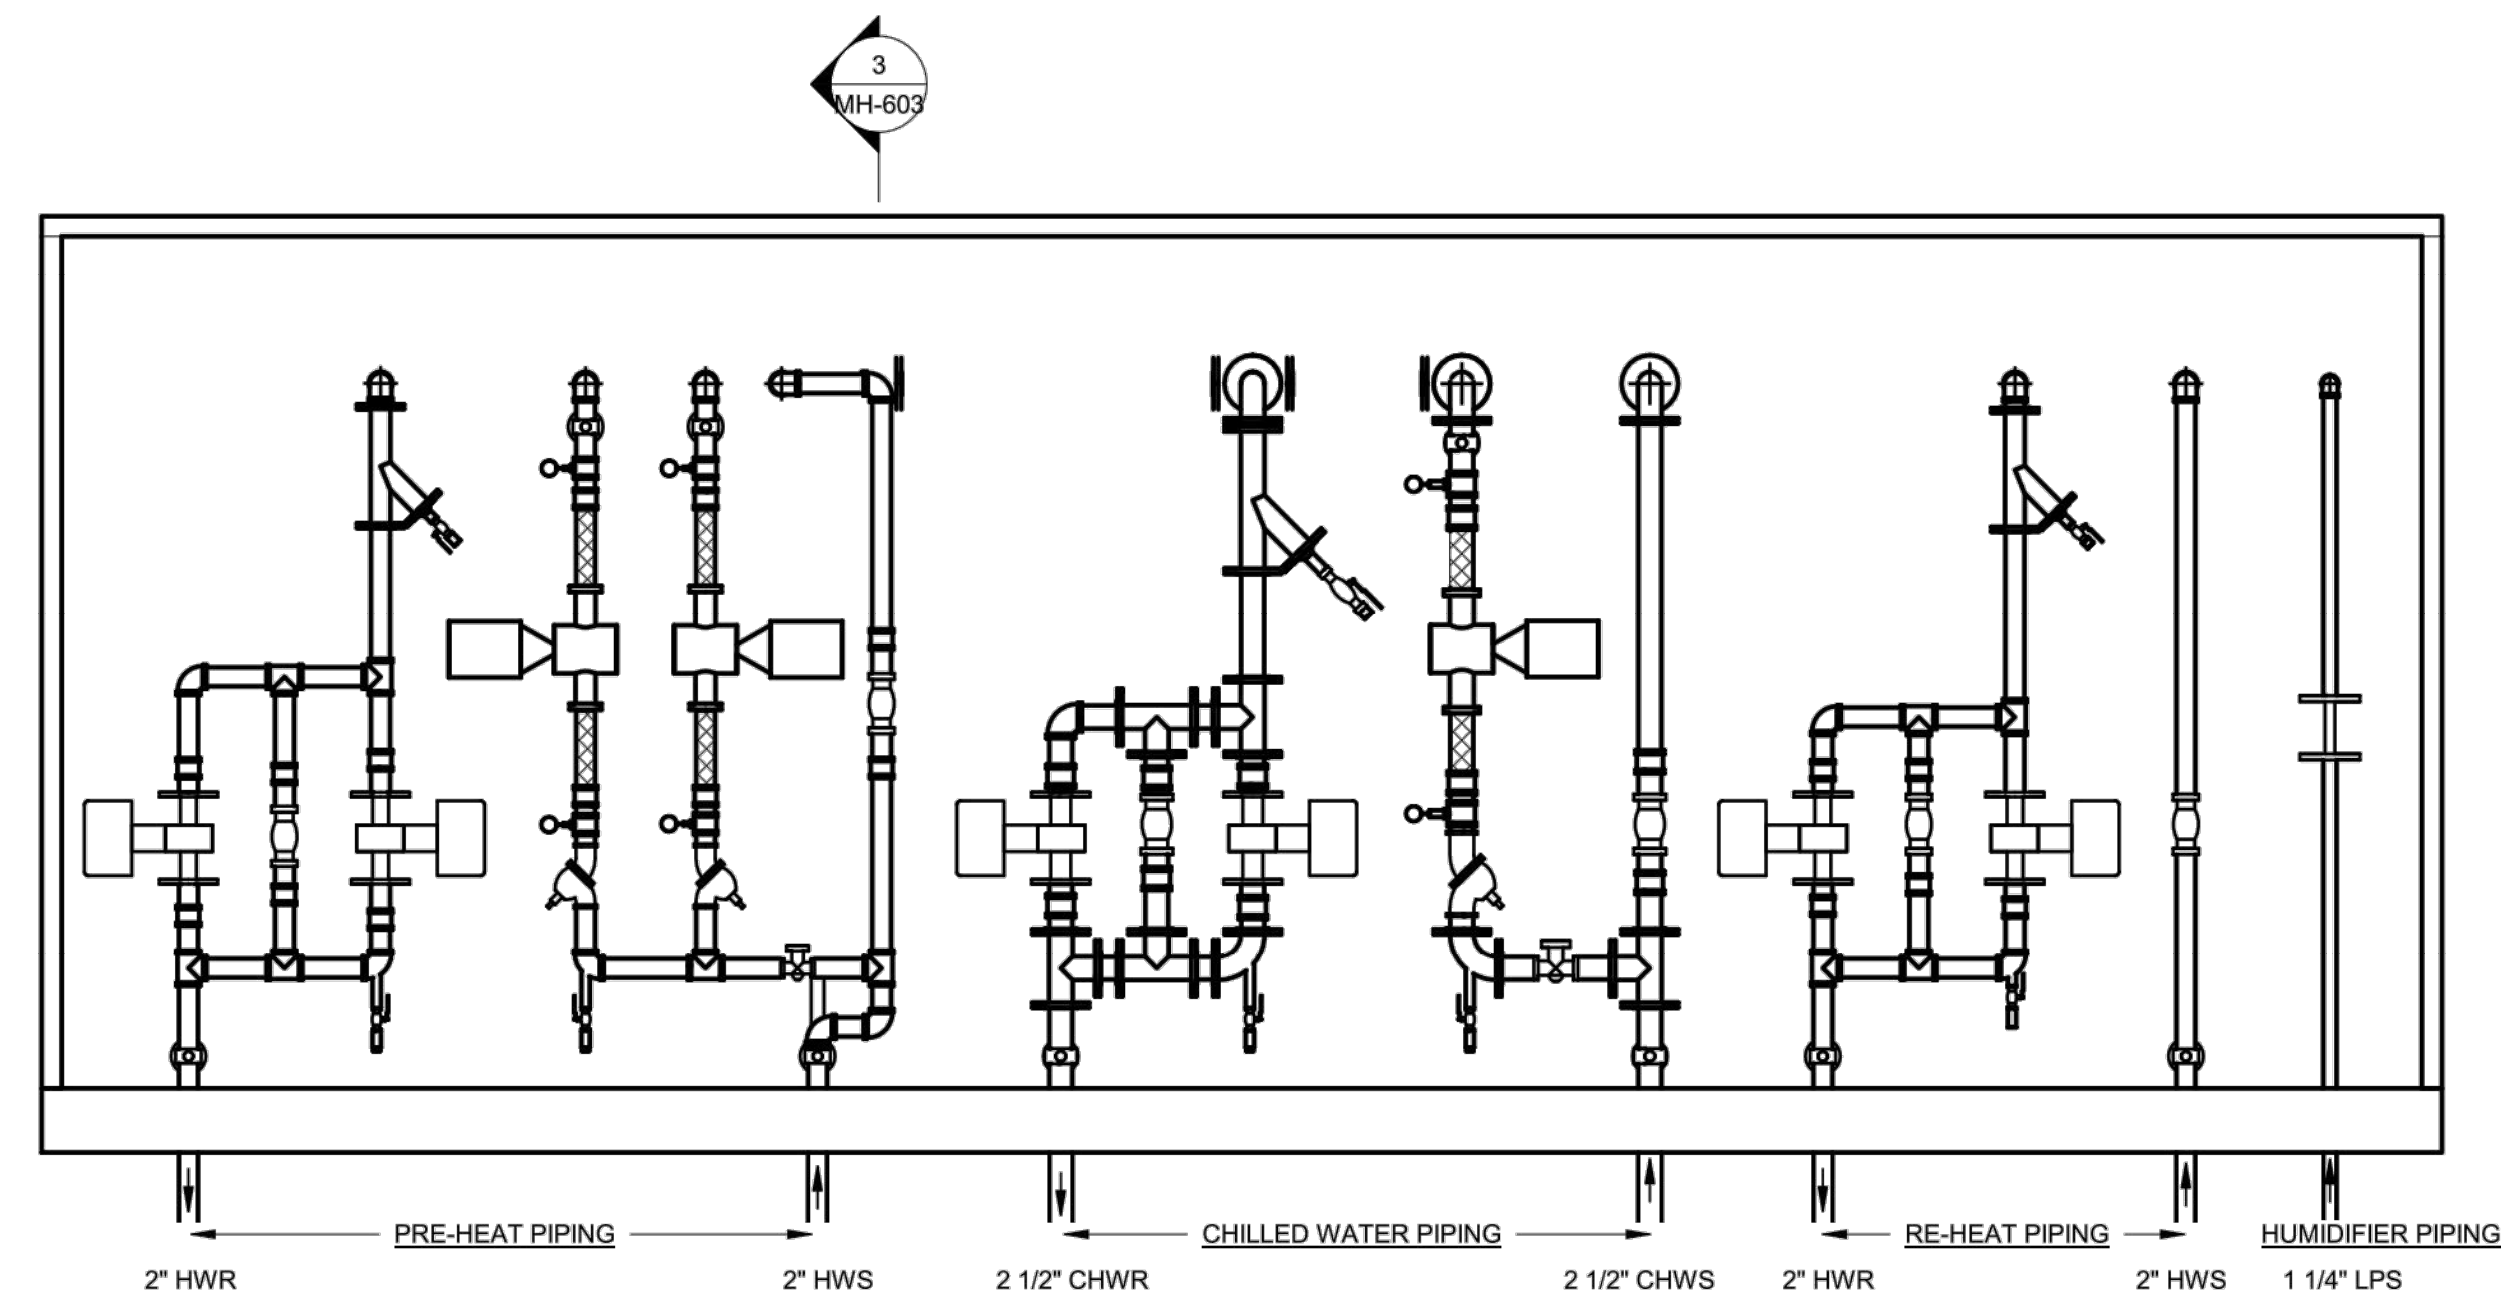 3
MH-603
PRE-HEAT PIPING
CHILLED WATER PIPING
RE-HEAT PIPING
HUMIDIFIER PIPING
2" HWR
2" HWS
2 1/2" CHWR
2 1/2" CHWS
2" HWR
2" HWS
1 1/4" LPS